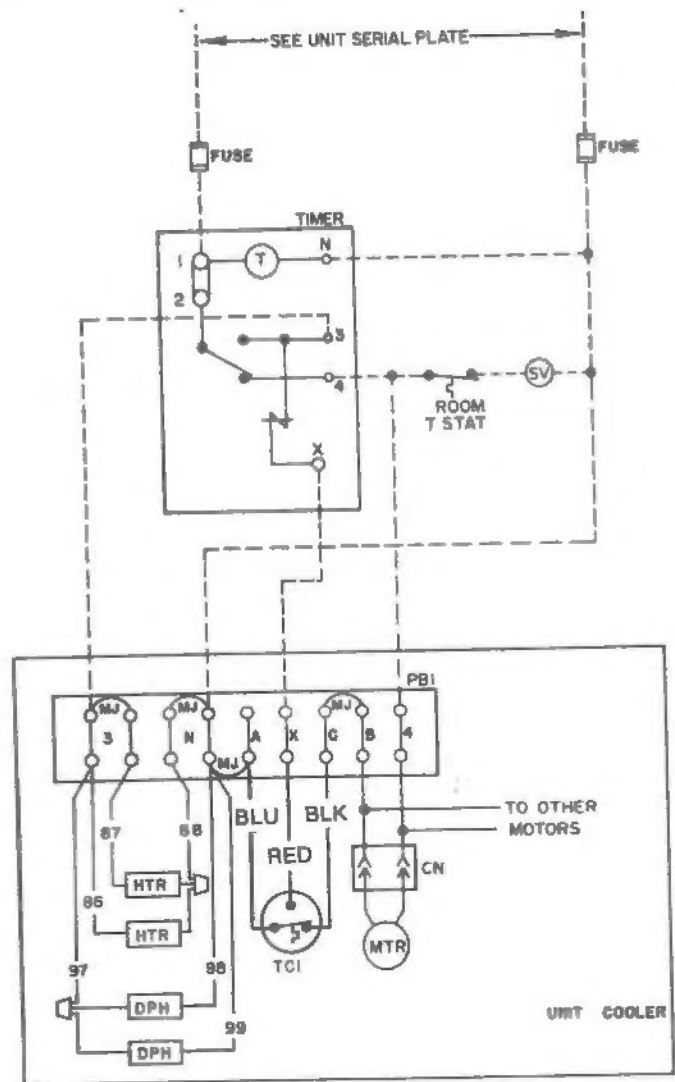 SEE UNIT SERIAL PLATE
FUSE
FUSE
TIMER
N
1
T
2
3
4
SV
ROOM
T STAT
X
PB1
MJ
MJ
MJ
3
N
A
X
C
B
4
MJ
BLU
BLK
RED
TO OTHER
MOTORS
87
88
CN
HTR
86
HTR
TC1
MTR
97
98
DPH
99
DPH
UNIT COOLER